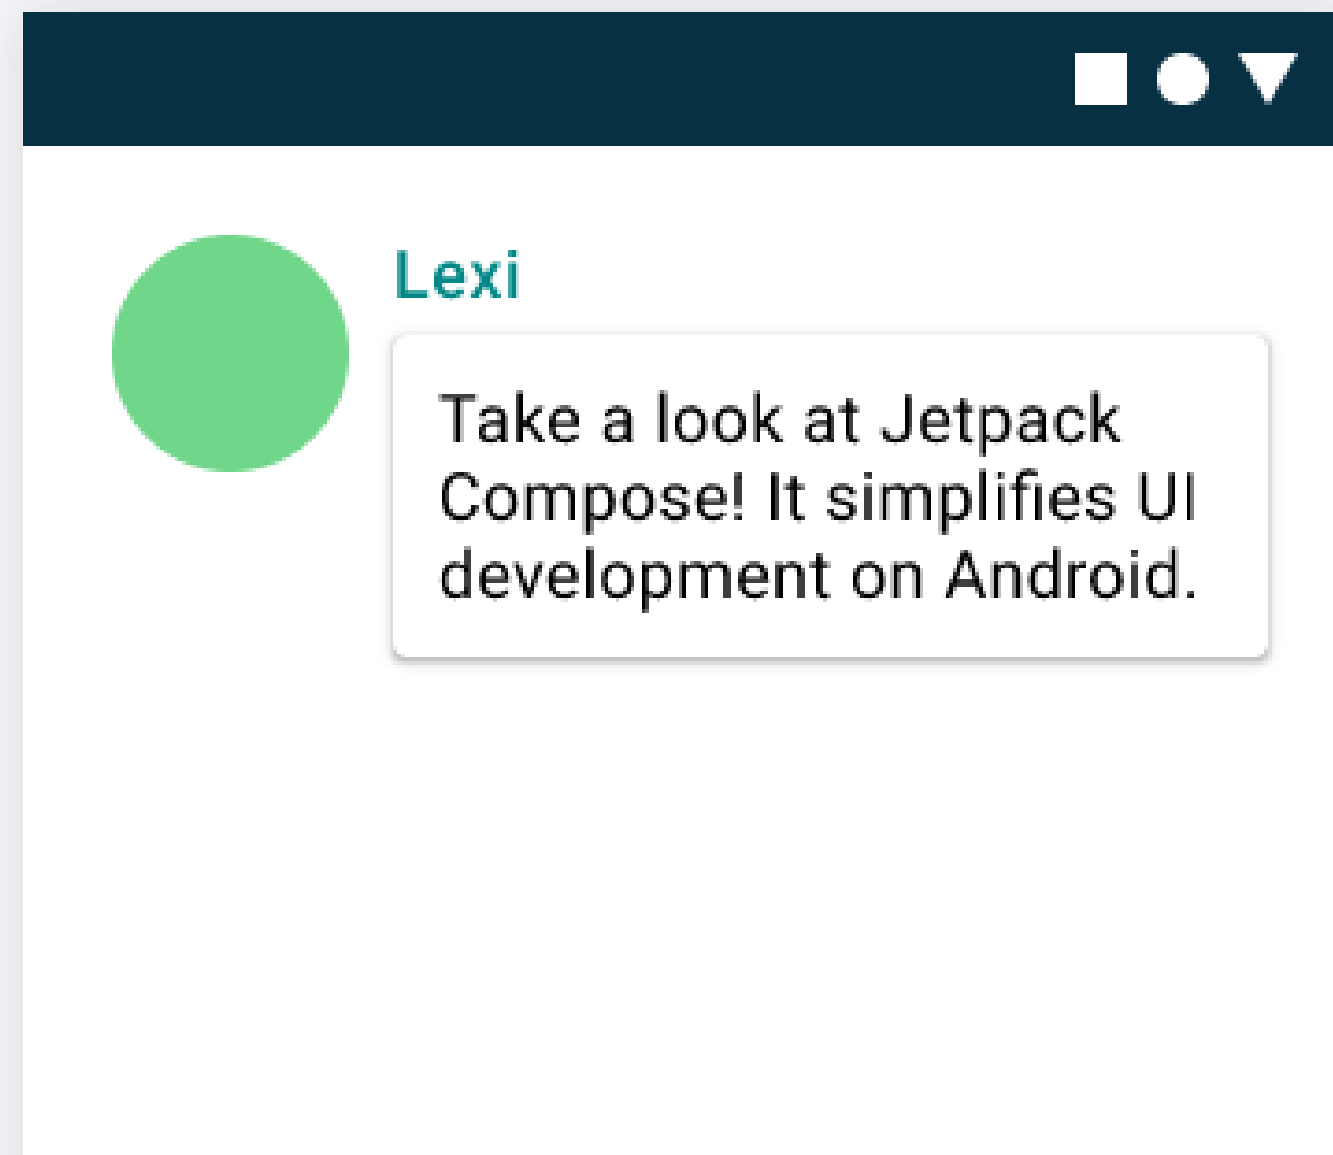 Lexi
Take a look at Jetpack
Compose! It simplifies UI
development on Android.